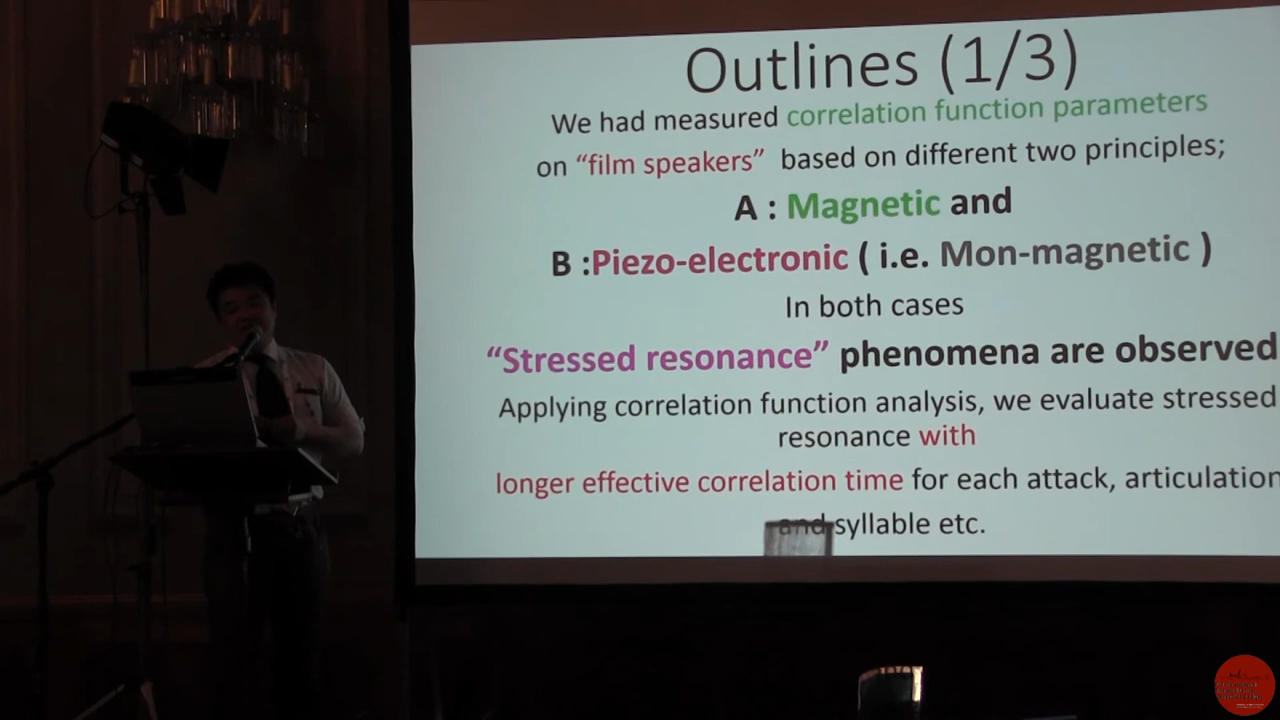 Outlines (1/3)
We had measured correlation function parameters
on “film speakers” based on different two principles;
A : Magnetic and
B :Piezo-electronic ( i.e. Mon-magnetic )
In both cases
“Stressed resonance” phenomena are observed
Applying correlation function analysis, we evaluate stressed
resonance with
longer effective correlation time for each attack, articulation
and syllable etc.